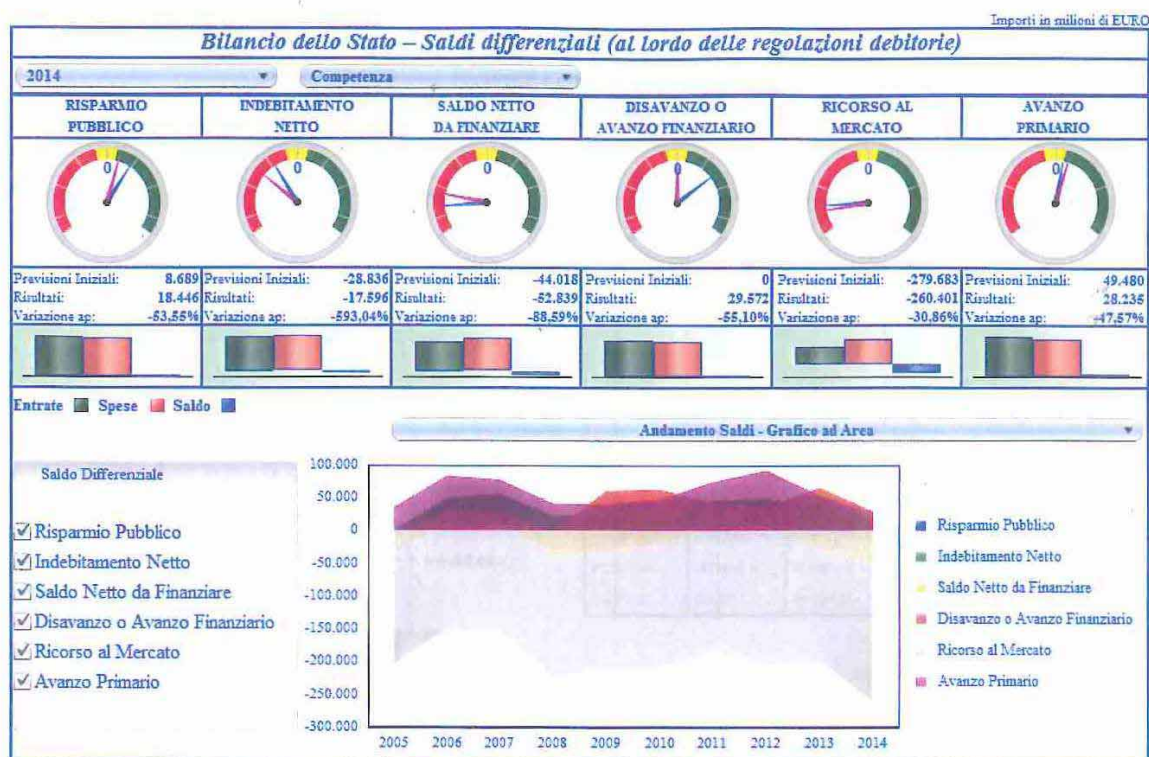 Importi in milioni di EURO
Bilancio dello Stato – Saldi differenziali (al lordo delle regolazioni debitorie)
2014 Competenza
RISPARMIO PUBBLICO
INDEBITAMENTO NETTO
SALDO NETTO DA FINANZIARE
DISAVANZO O AVANZO FINANZIARIO
RICORSO AL MERCATO
AVANZO PRIMARIO
0 0 0 0 0 0
Previsioni Iniziali: 8.689 Previsioni Iniziali: -28.836 Previsioni Iniziali: -44.018 Previsioni Iniziali: 0 Previsioni Iniziali: -279.683 Previsioni Iniziali: 49.480
Risultati: 18.446 Risultati: -17.596 Risultati: -52.839 Risultati: 29.572 Risultati: -260.401 Risultati: 28.235
Variazione ap: -53,55% Variazione ap: -593,04% Variazione ap: -88,59% Variazione ap: -55,10% Variazione ap: -30,86% Variazione ap: -47,57%
Entrate Spese Saldo
Andamento Saldi - Grafico ad Area
Saldo Differenziale
Risparmio Pubblico
Indebitamento Netto
Saldo Netto da Finanziare
Disavanzo o Avanzo Finanziario
Ricorso al Mercato
Avanzo Primario
100.000
50.000
0
-50.000
-100.000
-150.000
-200.000
-250.000
-300.000
2005 2006 2007 2008 2009 2010 2011 2012 2013 2014
Risparmio Pubblico
Indebitamento Netto
Saldo Netto da Finanziare
Disavanzo o Avanzo Finanziario
Ricorso al Mercato
Avanzo Primario